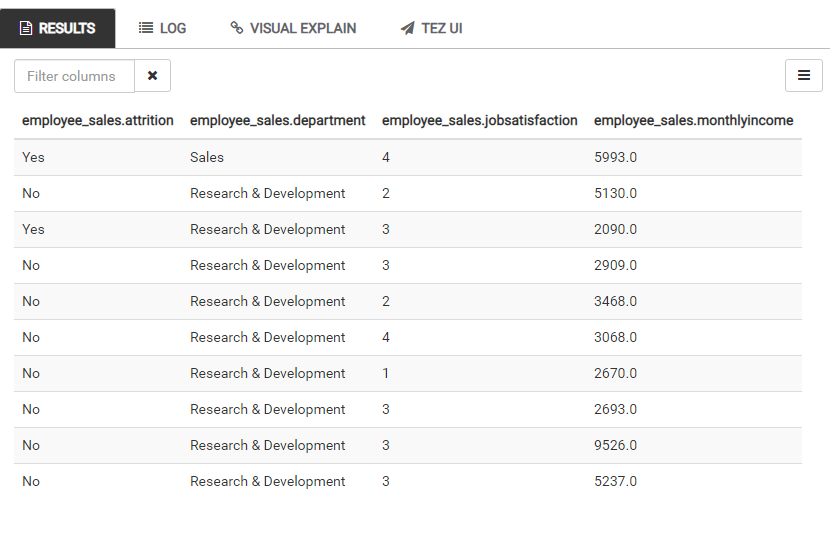 RESULTS LOG VISUAL EXPLAIN TEZ UI
Filter columns
employee_sales.attrition employee_sales.department employee_sales.jobsatisfaction employee_sales.monthlyincome
Yes Sales 4 5993.0
No Research & Development 2 5130.0
Yes Research & Development 3 2090.0
No Research & Development 3 2909.0
No Research & Development 2 3468.0
No Research & Development 4 3068.0
No Research & Development 1 2670.0
No Research & Development 3 2693.0
No Research & Development 3 9526.0
No Research & Development 3 5237.0